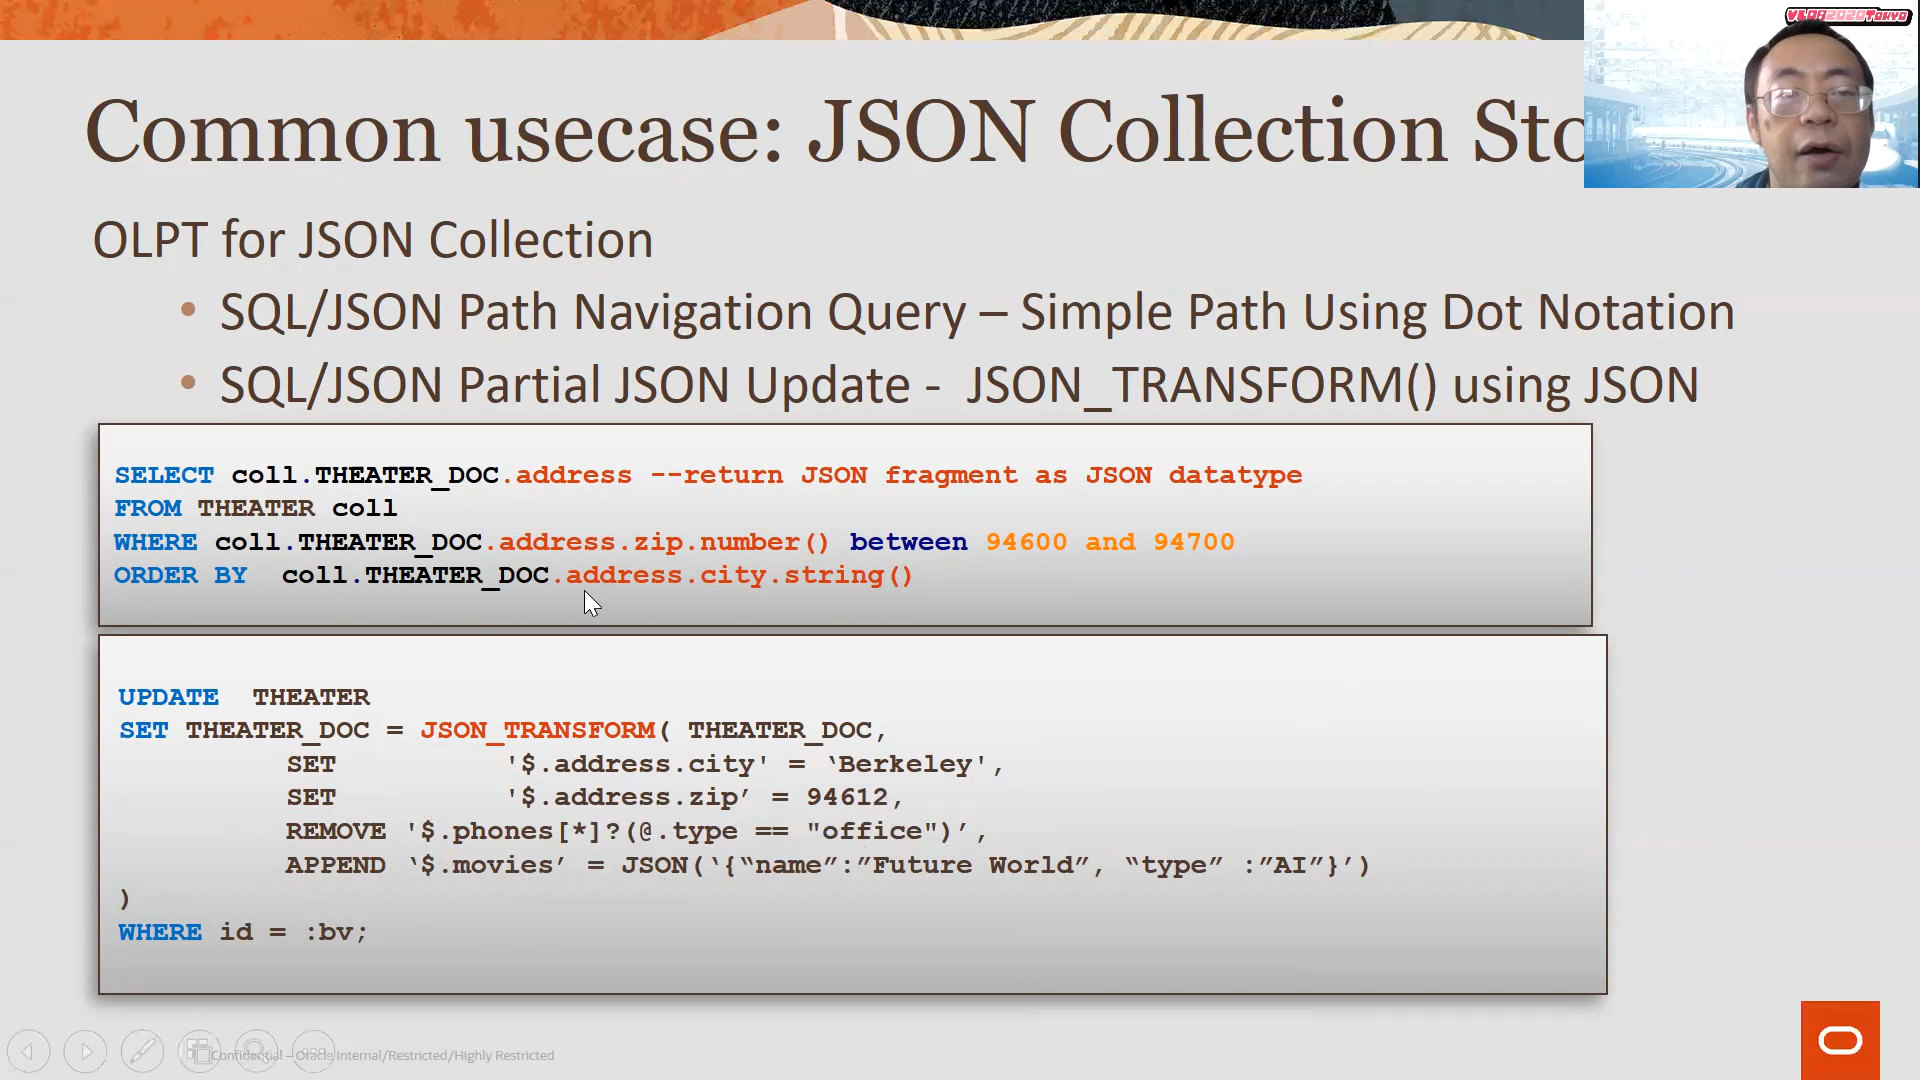 VLDB2020Tokyo
Common usecase: JSON Collection Sto
OLPT for JSON Collection
• SQL/JSON Path Navigation Query – Simple Path Using Dot Notation
• SQL/JSON Partial JSON Update -  JSON_TRANSFORM() using JSON
SELECT coll.THEATER_DOC.address --return JSON fragment as JSON datatype
FROM THEATER coll
WHERE coll.THEATER_DOC.address.zip.number() between 94600 and 94700
ORDER BY  coll.THEATER_DOC.address.city.string()
UPDATE  THEATER
SET THEATER_DOC = JSON_TRANSFORM( THEATER_DOC,
SET          '$.address.city' = ‘Berkeley',
SET          '$.address.zip’ = 94612,
REMOVE '$.phones[*]?(@.type == "office")’,
APPEND ‘$.movies’ = JSON(‘{“name”:”Future World”, “type” :”AI”}’)
)
WHERE id = :bv;
Confidential – Oracle Internal/Restricted/Highly Restricted